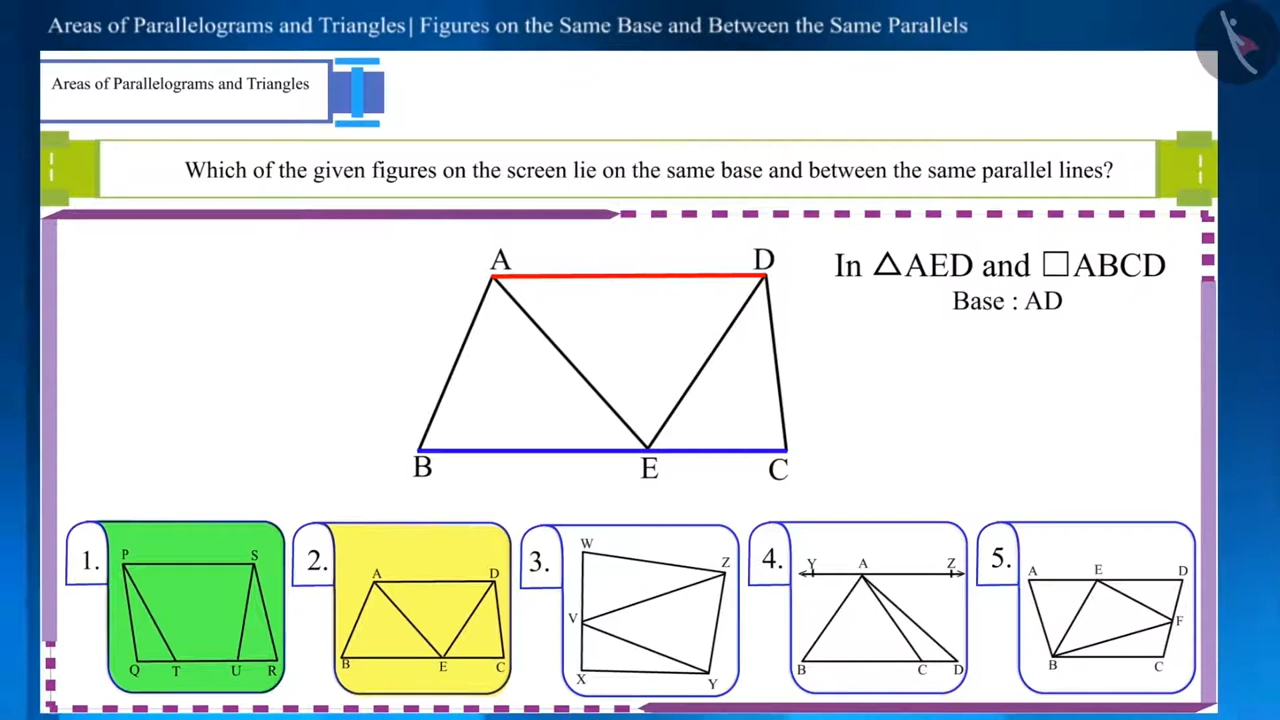 Areas of Parallelograms and Triangles| Figures on the Same Base and Between the Same Parallels
Areas of Parallelograms and Triangles
Which of the given figures on the screen lie on the same base and between the same parallel lines?
A D
B E C
In △AED and □ABCD
Base : AD
1.
P S
Q T U R
2.
A D
B E C
3.
W
Z
V
X Y
4.
Y A Z
B C D
5.
A E D
F
B C